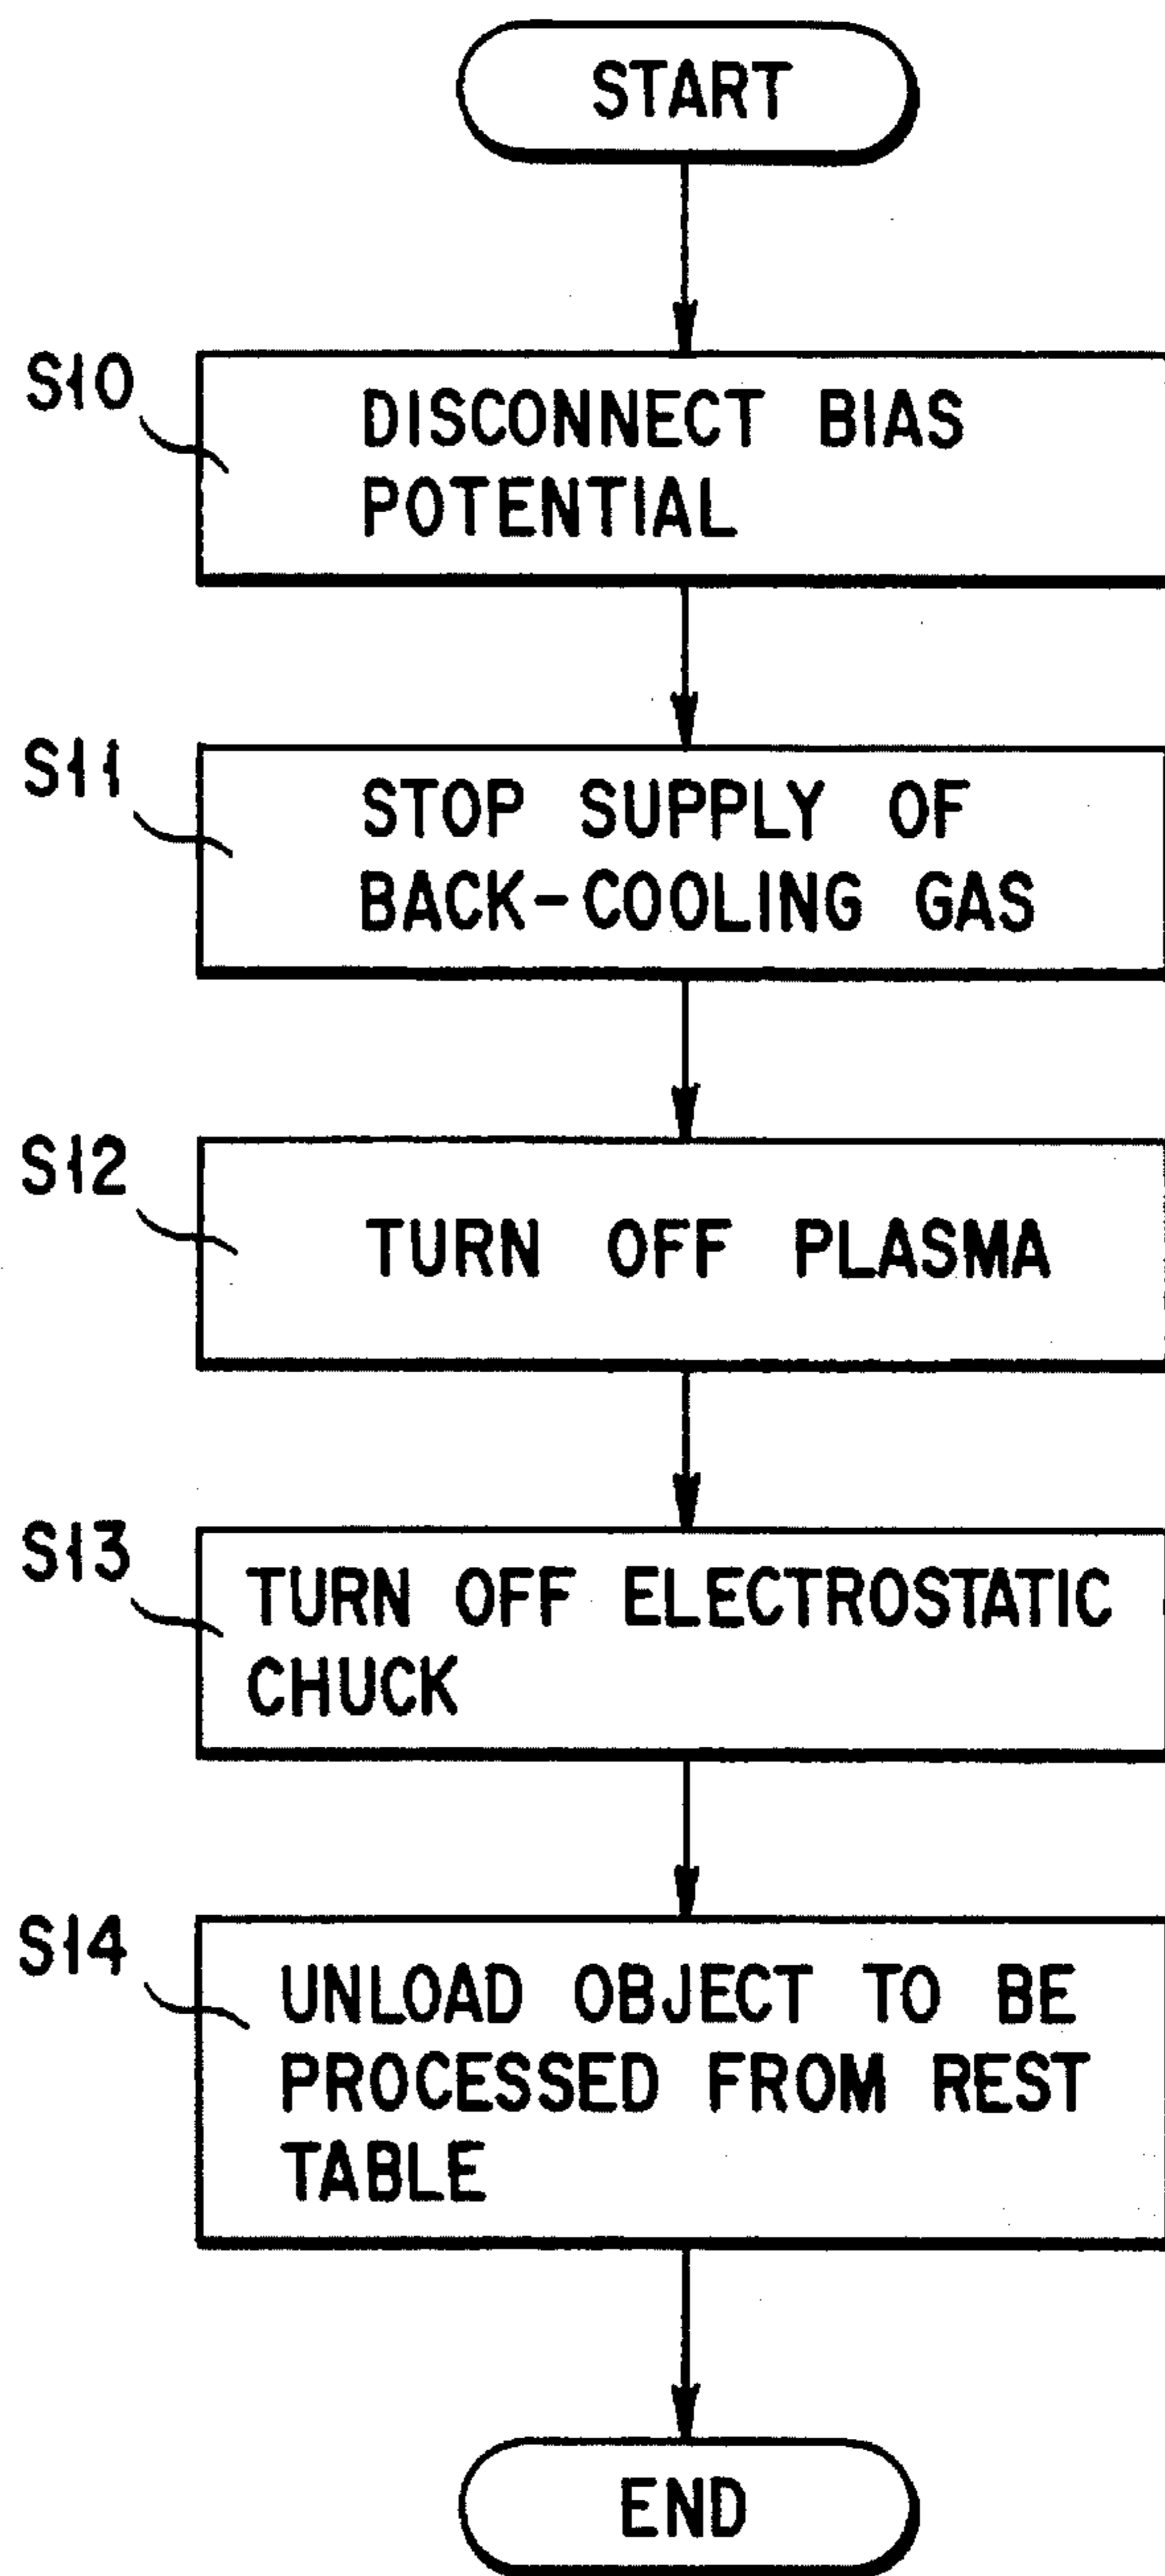 START
S10
DISCONNECT BIAS
POTENTIAL
S11
STOP SUPPLY OF
BACK-COOLING GAS
S12
TURN OFF PLASMA
S13
TURN OFF ELECTROSTATIC
CHUCK
S14
UNLOAD OBJECT TO BE
PROCESSED FROM REST
TABLE
END